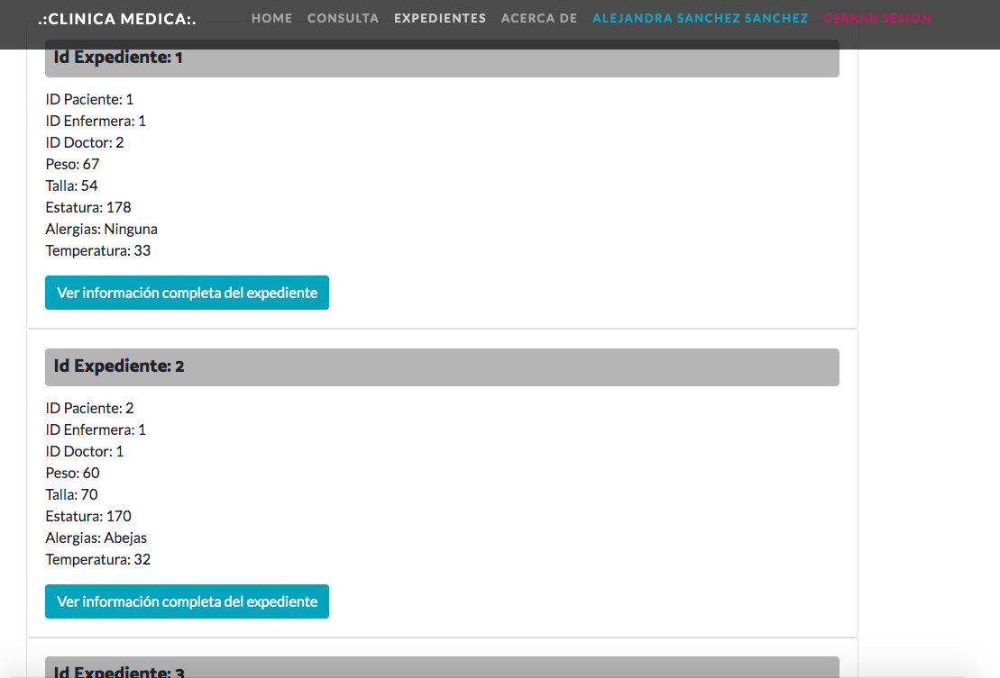 .:CLINICA MEDICA:.
HOME CONSULTA EXPEDIENTES ACERCA DE ALEJANDRA SANCHEZ SANCHEZ CERRAR SESION
Id Expediente: 1
ID Paciente: 1
ID Enfermera: 1
ID Doctor: 2
Peso: 67
Talla: 54
Estatura: 178
Alergias: Ninguna
Temperatura: 33
Ver información completa del expediente
Id Expediente: 2
ID Paciente: 2
ID Enfermera: 1
ID Doctor: 1
Peso: 60
Talla: 70
Estatura: 170
Alergias: Abejas
Temperatura: 32
Ver información completa del expediente
Id Expediente: 3